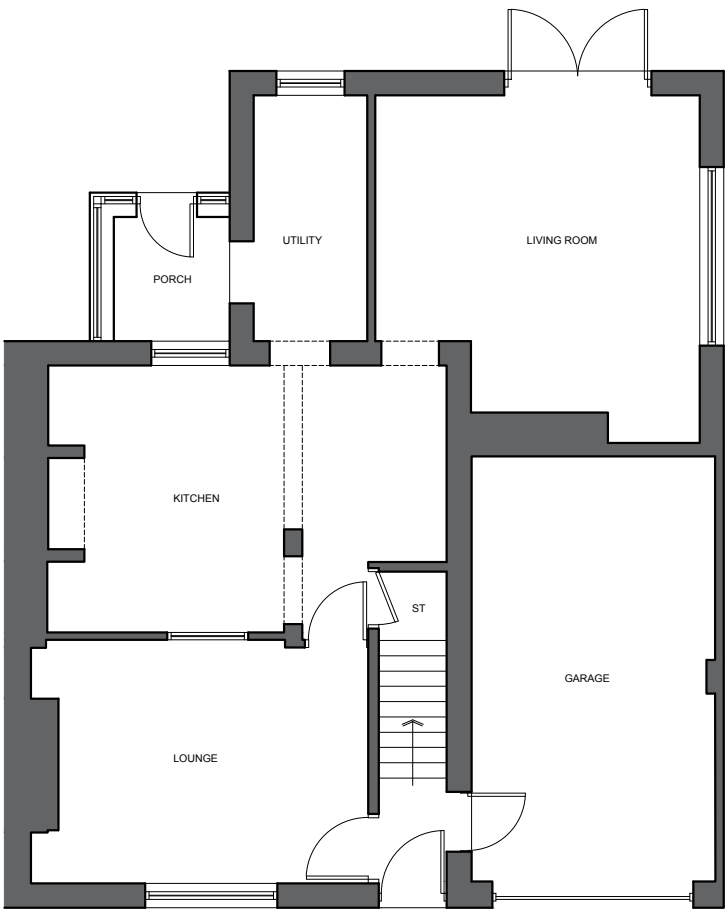 UTILITY
LIVING ROOM
PORCH
KITCHEN
ST
GARAGE
LOUNGE